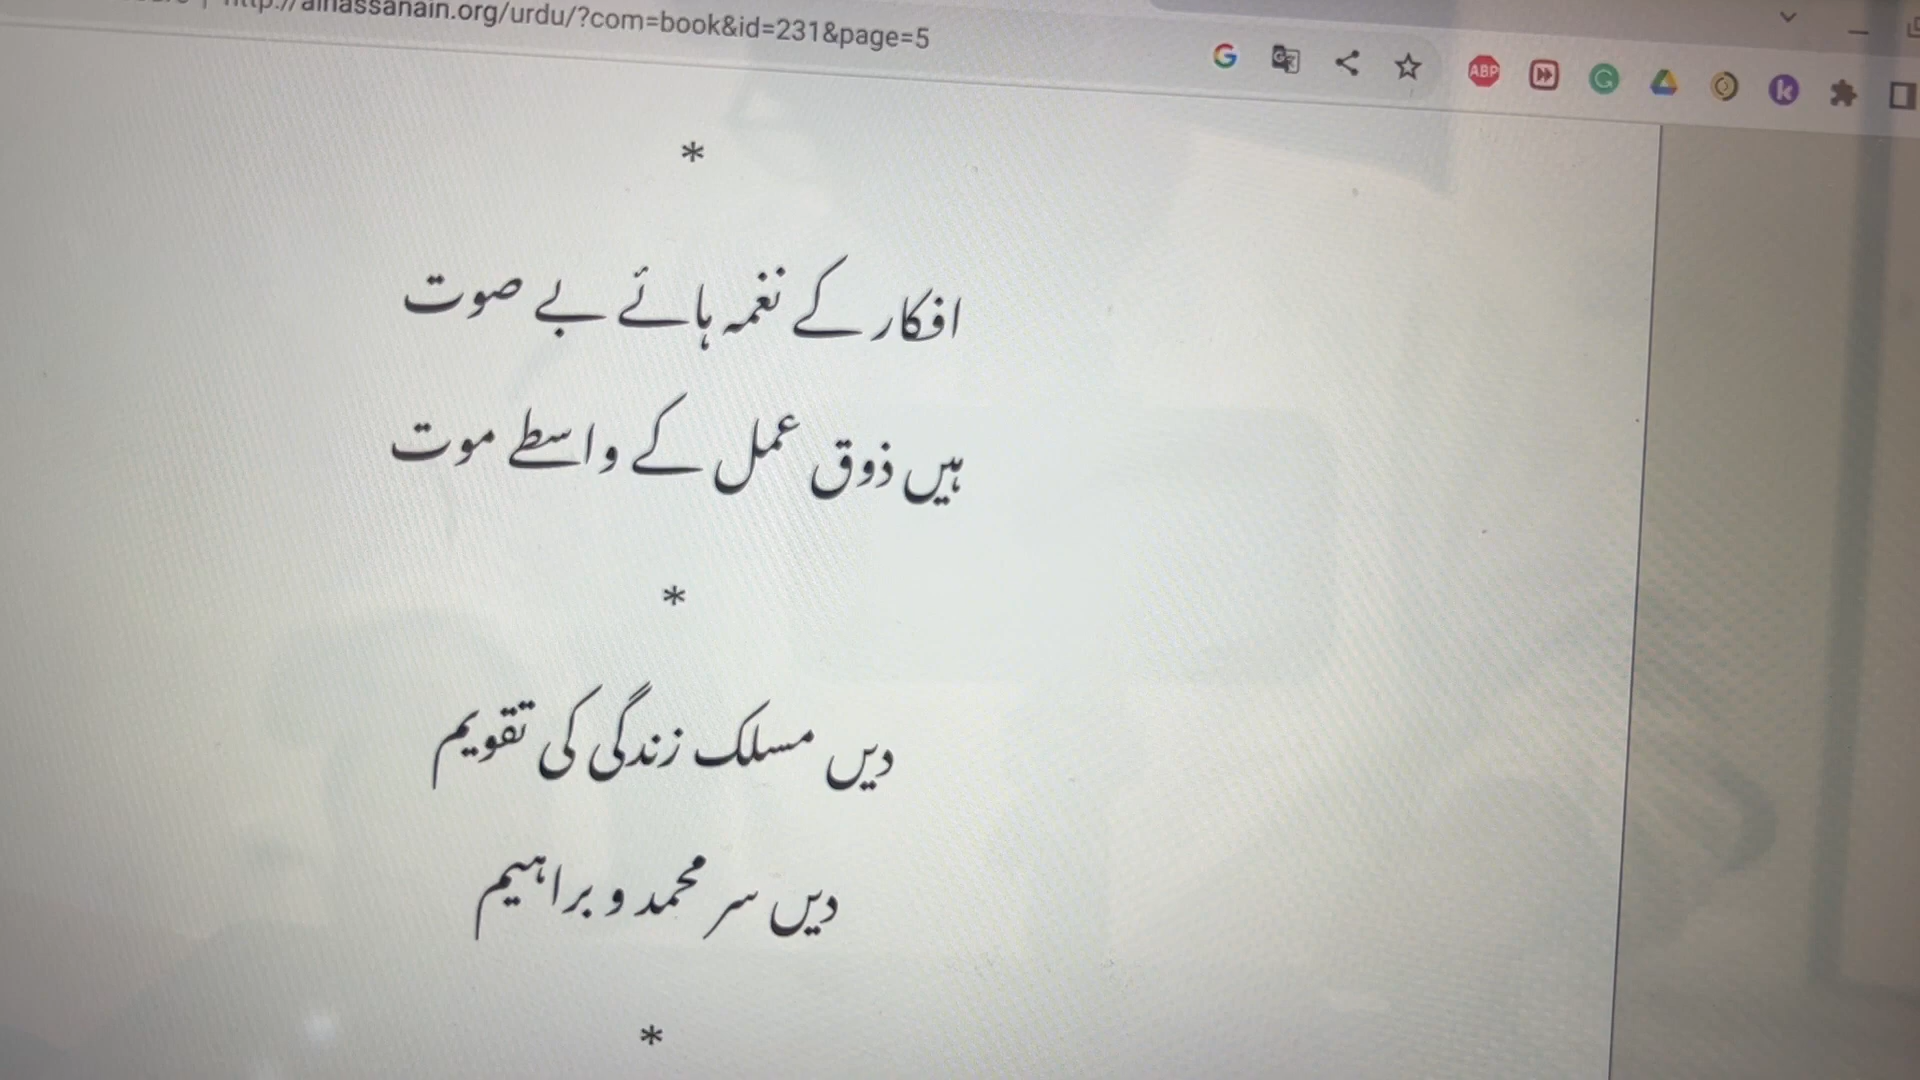 http://alhassanain.org/urdu/?com=book&id=231&page=5
ABP
*
افکار کے نغمہ ہائے بے صوت
ہیں ذوق عمل کے واسطے موت
*
دیں مسلک زندگی کی تقویم
دیں سر محمد و براہیم
*